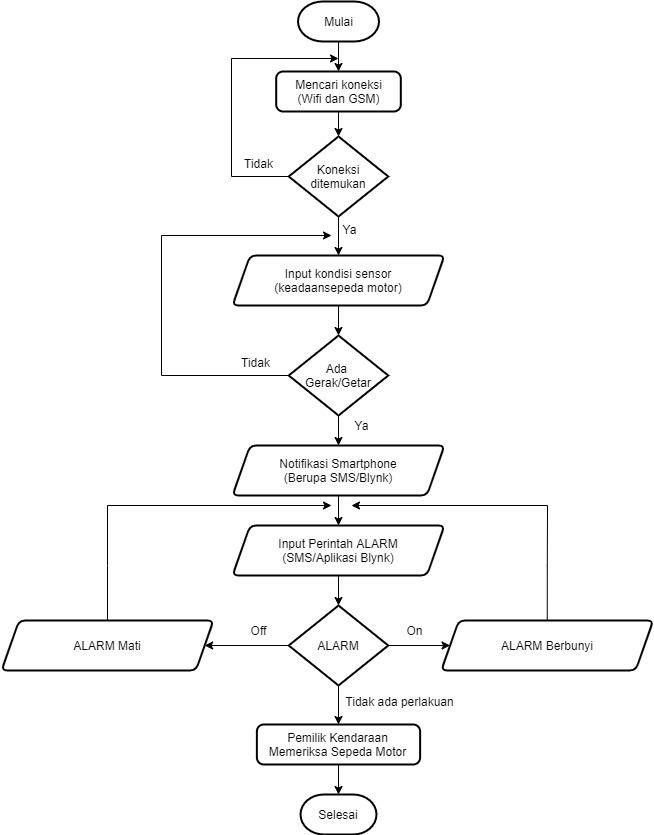 Mulai
Mencari koneksi
(Wifi dan GSM)
Tidak
Koneksi
ditemukan
Ya
Input kondisi sensor
(keadaansepeda motor)
Tidak
Ada
Gerak/Getar
Ya
Notifikasi Smartphone
(Berupa SMS/Blynk)
Input Perintah ALARM
(SMS/Aplikasi Blynk)
Off
On
ALARM Mati
ALARM
ALARM Berbunyi
Tidak ada perlakuan
Pemilik Kendaraan
Memeriksa Sepeda Motor
Selesai